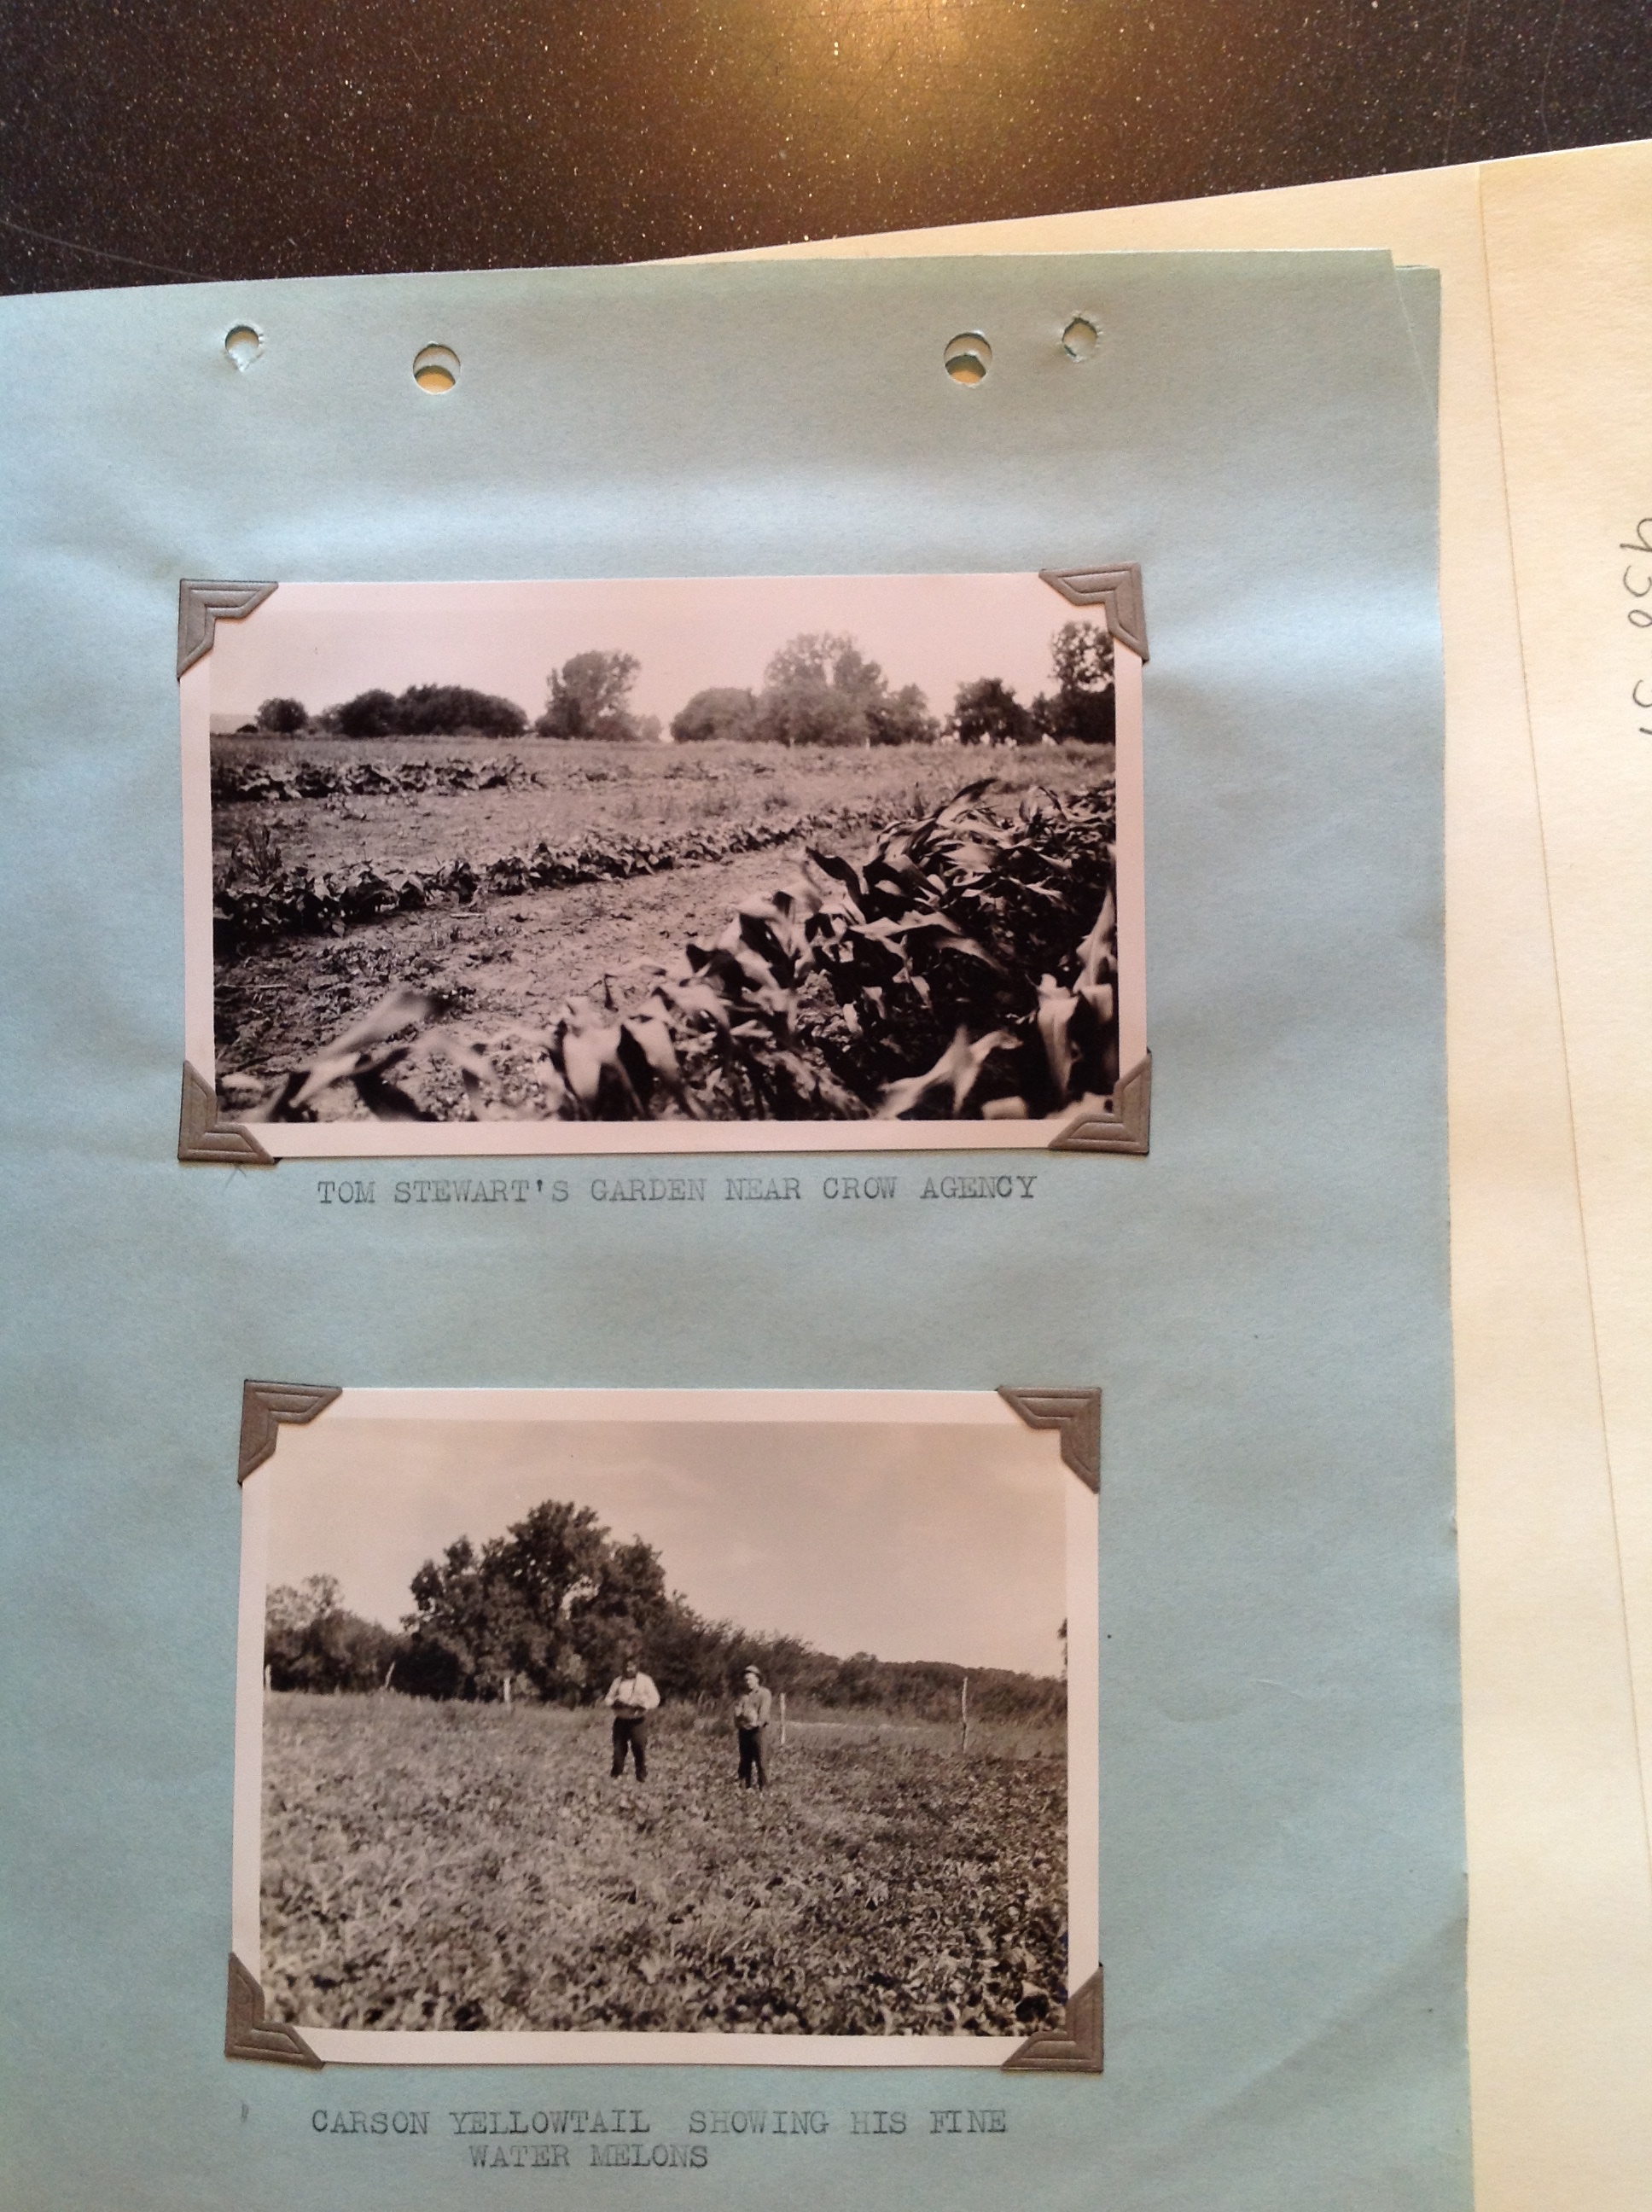 TOM STEWART'S GARDEN NEAR CROW AGENCY
CARSON YELLOWTAIL SHOWING HIS FINE
WATER MELONS